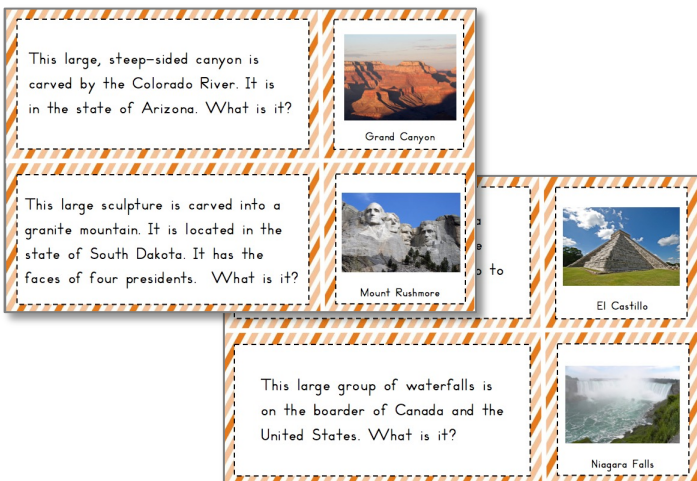 This large, steep-sided canyon is
carved by the Colorado River. It is
in the state of Arizona. What is it?
Grand Canyon
This large sculpture is carved into a
granite mountain. It is located in the
state of South Dakota. It has the
faces of four presidents. What is it?
Mount Rushmore
to
El Castillo
This large group of waterfalls is
on the boarder of Canada and the
United States. What is it?
Niagara Falls